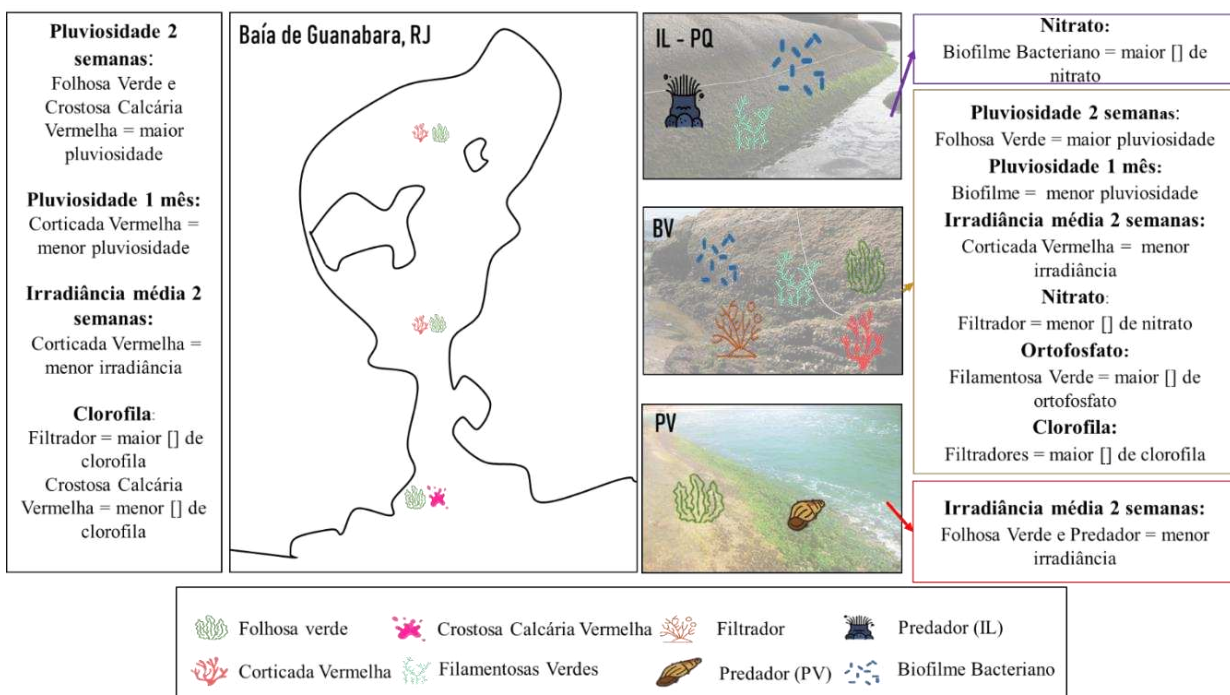 Pluviosidade 2
semanas:
Folhosa Verde e
Crostosa Calcária
Vermelha = maior
pluviosidade
Pluviosidade 1 mês:
Corticada Vermelha =
menor pluviosidade
Irradiância média 2
semanas:
Corticada Vermelha =
menor irradiância
Clorofila:
Filtrador = maior [] de
clorofila
Crostosa Calcária
Vermelha = menor [] de
clorofila
Baía de Guanabara, RJ
IL - PQ
BV
PV
Nitrato:
Biofilme Bacteriano = maior [] de
nitrato
Pluviosidade 2 semanas:
Folhosa Verde = maior pluviosidade
Pluviosidade 1 mês:
Biofilme = menor pluviosidade
Irradiância média 2 semanas:
Corticada Vermelha = menor
irradiância
Nitrato:
Filtrador = menor [] de nitrato
Ortofosfato:
Filamentosa Verde = maior [] de
ortofosfato
Clorofila:
Filtradores = maior [] de clorofila
Irradiância média 2 semanas:
Folhosa Verde e Predador = menor
irradiância
Folhosa verde
Crostosa Calcária Vermelha
Filtrador
Predador (IL)
Corticada Vermelha
Filamentosas Verdes
Predador (PV)
Biofilme Bacteriano